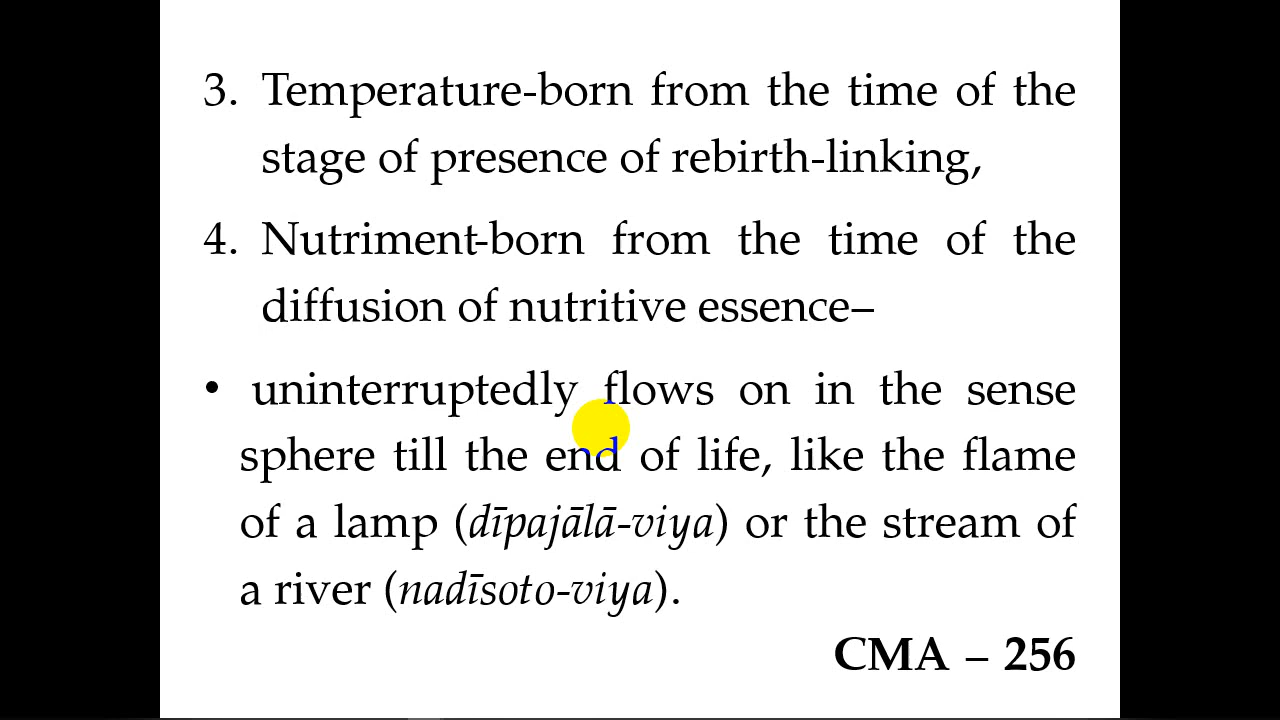 3. Temperature-born from the time of the
stage of presence of rebirth-linking,
4. Nutriment-born from the time of the
diffusion of nutritive essence–
• uninterruptedly flows on in the sense
sphere till the end of life, like the flame
of a lamp (dīpajālā-viya) or the stream of
a river (nadīsoto-viya).
CMA – 256